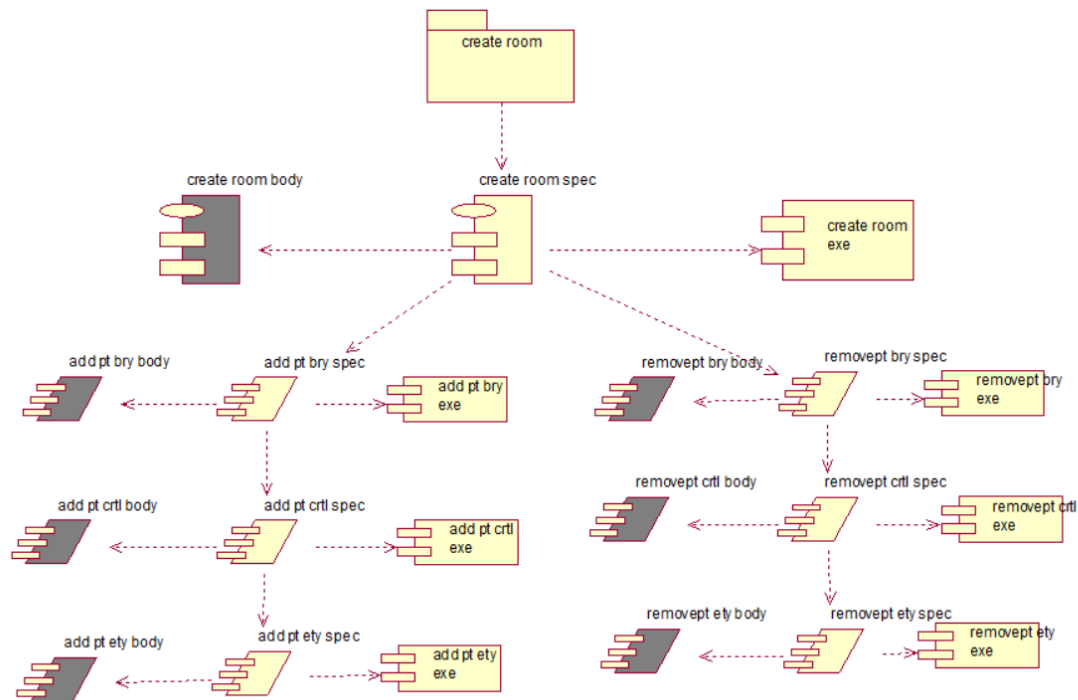 create room
create room body
create room spec
create room
exe
add pt bry body
add pt bry spec
add pt bry
exe
removept bry body
removept bry spec
removept bry
exe
add pt crtl body
add pt crtl spec
add pt crtl
exe
removept crtl body
removept crtl spec
removept crtl
exe
add pt ety body
add pt ety spec
add pt ety
exe
removept ety body
removept ety spec
removept ety
exe